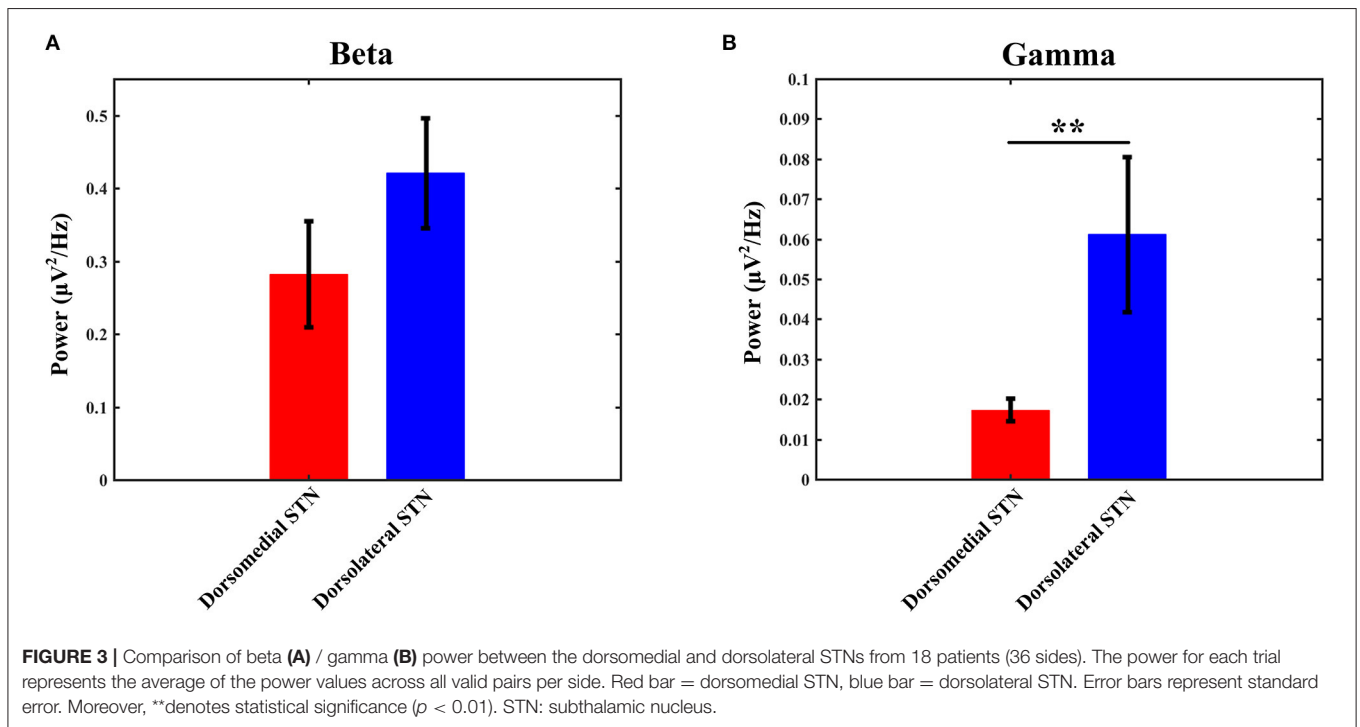 A
Beta
0.5
0.4
0.3
0.2
0.1
0
Power (µV²/Hz)
Dorsomedial STN
Dorsolateral STN
B
Gamma
0.1
0.09
0.08
0.07
0.06
0.05
0.04
0.03
0.02
0.01
0
Power (µV²/Hz)
**
Dorsomedial STN
Dorsolateral STN
FIGURE 3 | Comparison of beta (A) / gamma (B) power between the dorsomedial and dorsolateral STNs from 18 patients (36 sides). The power for each trial
represents the average of the power values across all valid pairs per side. Red bar = dorsomedial STN, blue bar = dorsolateral STN. Error bars represent standard
error. Moreover, **denotes statistical significance (p < 0.01). STN: subthalamic nucleus.